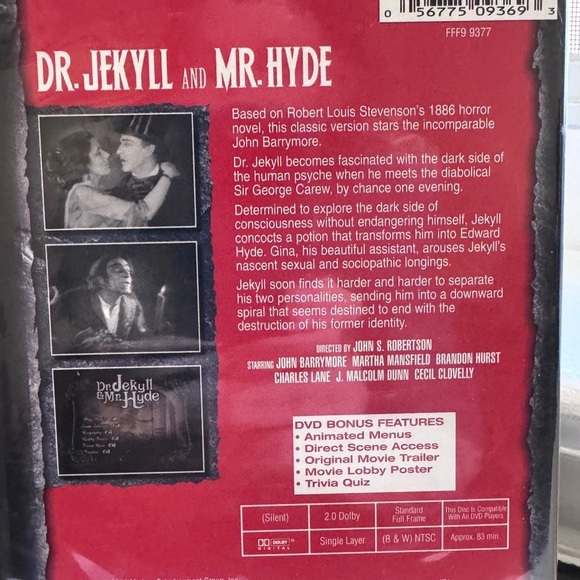 0 56775 09369 3
FFF9 9377
DR. JEKYLL AND MR. HYDE
Based on Robert Louis Stevenson's 1886 horror
novel, this classic version stars the incomparable
John Barrymore.
Dr. Jekyll becomes fascinated with the dark side of
the human psyche when he meets the diabolical
Sir George Carew, by chance one evening.
Determined to explore the dark side of
consciousness without endangering himself, Jekyll
concocts a potion that transforms him into Edward
Hyde. Gina, his beautiful assistant, arouses Jekyll's
nascent sexual and sociopathic longings.
Jekyll soon finds it harder and harder to separate
his two personalities, sending him into a downward
spiral that seems destined to end with the
destruction of his former identity.
DIRECTED BY JOHN S. ROBERTSON
STARRING JOHN BARRYMORE MARTHA MANSFIELD BRANDON HURST
CHARLES LANE J. MALCOLM DUNN CECIL CLOVELLY
Dr. Jekyll
& Mr. Hyde
DVD BONUS FEATURES
• Animated Menus
• Direct Scene Access
• Original Movie Trailer
• Movie Lobby Poster
• Trivia Quiz
(Silent)
2.0 Dolby
Standard
Full Frame
This Disc is Compatible
With All DVD Players
DOLBY
DIGITAL
Single Layer
(B & W) NTSC
Approx. 83 min